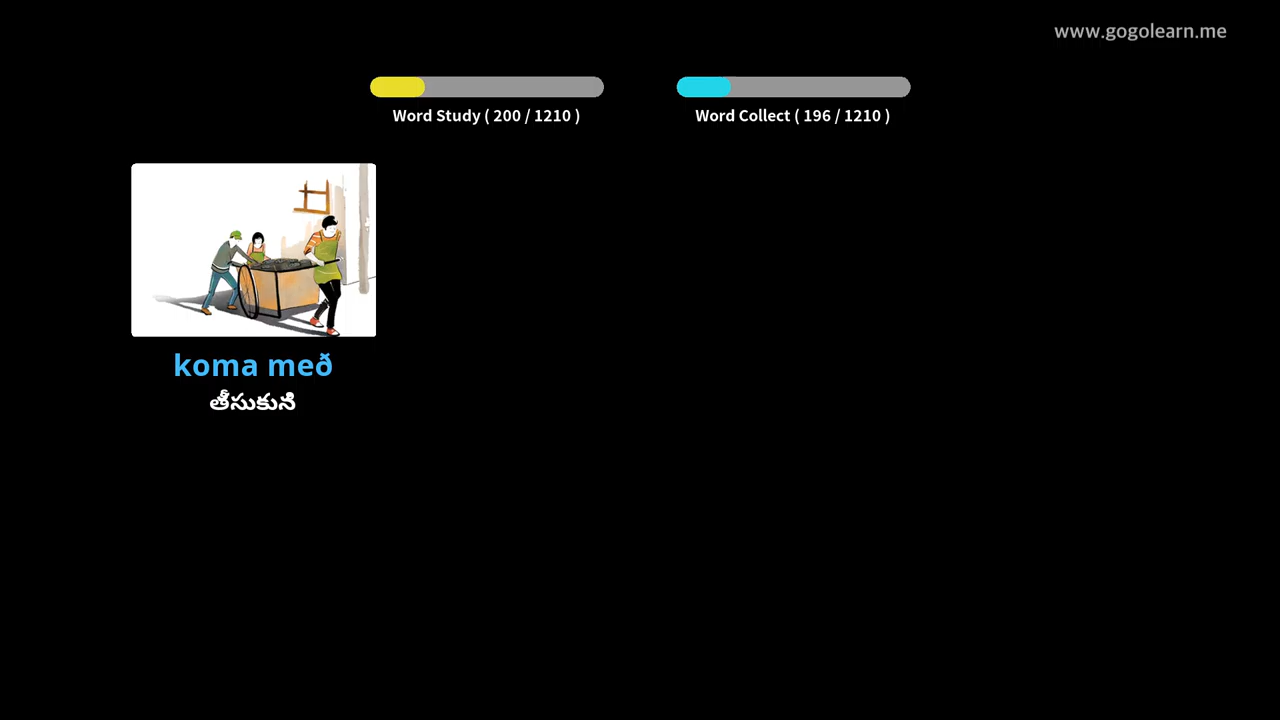 www.gogolearn.me
Word Study ( 200 / 1210 )
Word Collect ( 196 / 1210 )
koma með
తీసుకుని